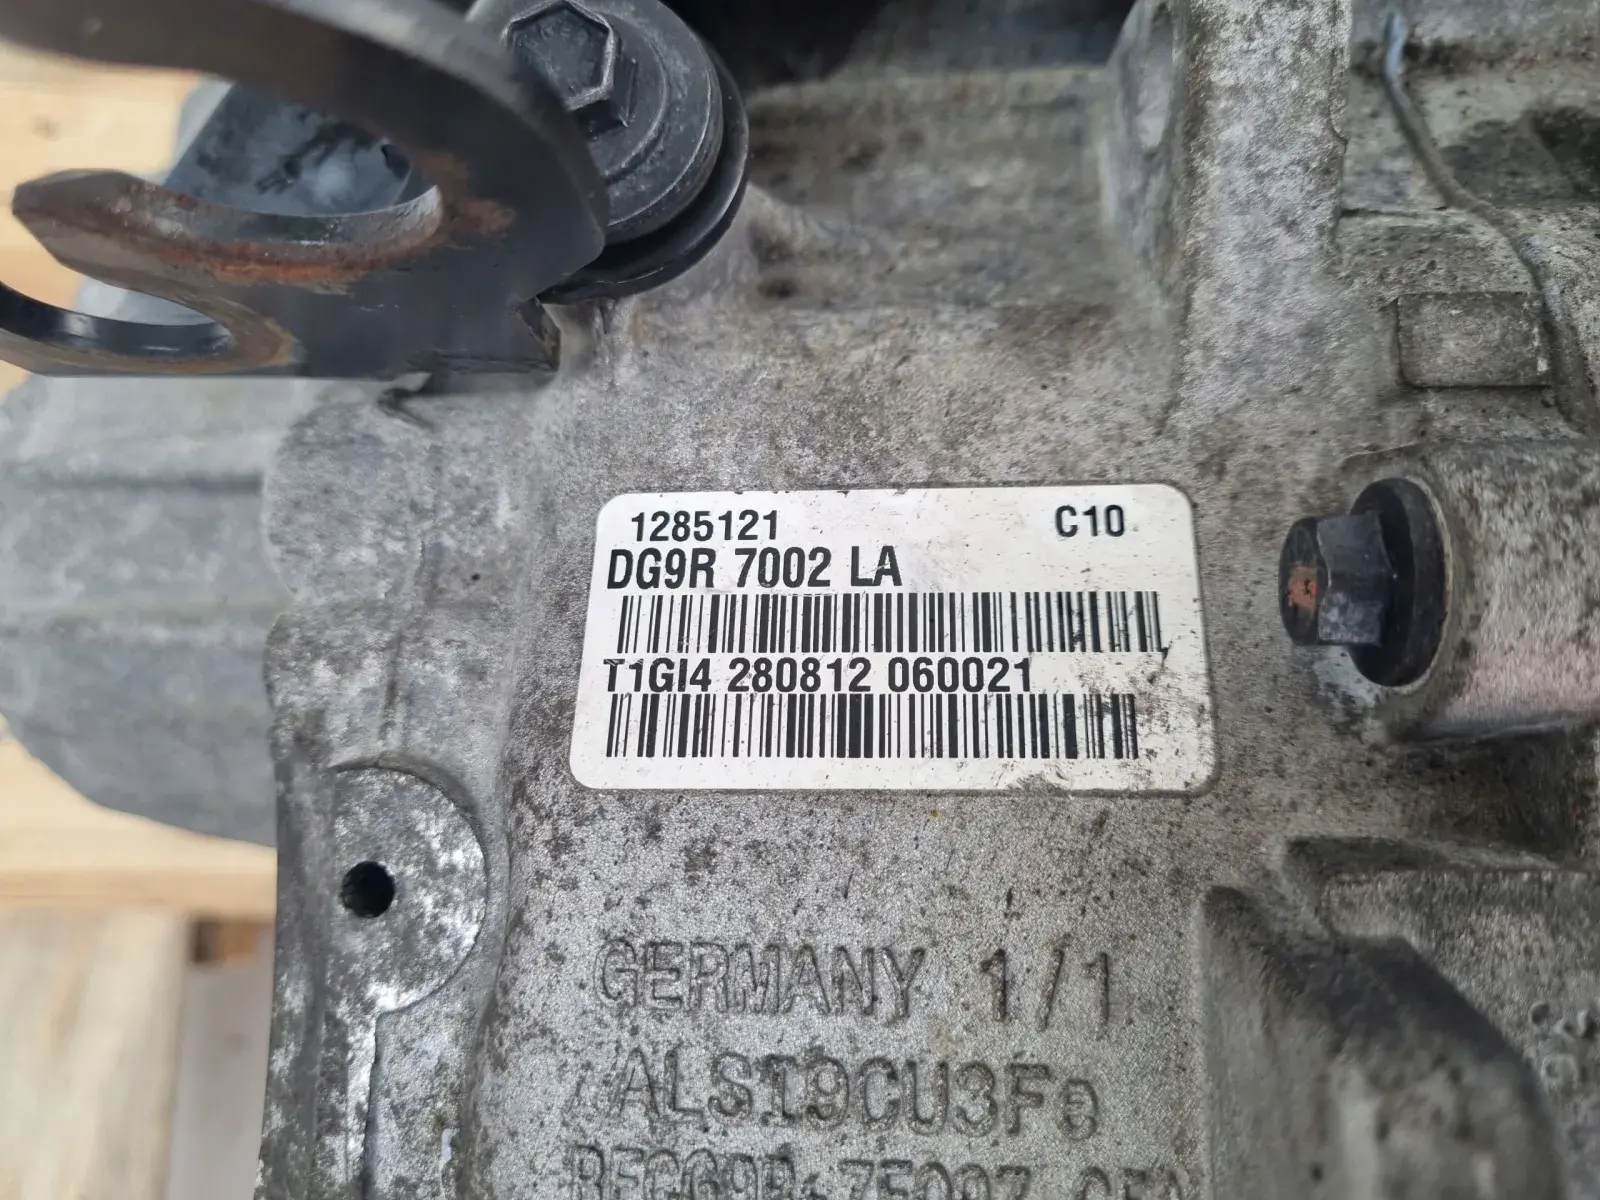 1285121 C10
DG9R 7002 LA
T1GI4 280812 060021
GERMANY 1/1
ALSI9CU3Fe